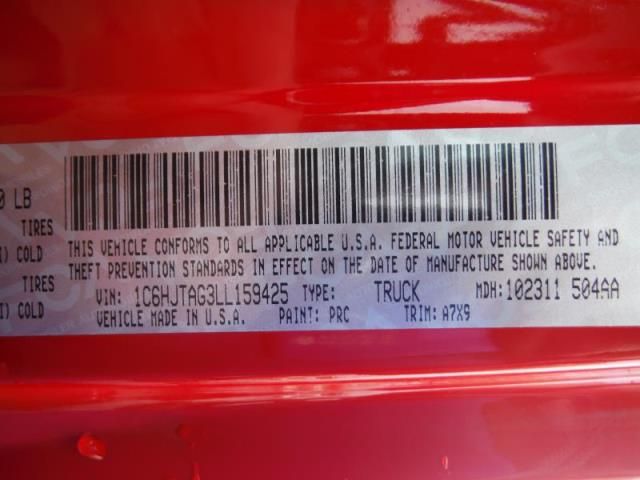 0 LB
TIRES
COLD
TIRES
COLD
THIS VEHICLE CONFORMS TO ALL APPLICABLE U.S.A. FEDERAL MOTOR VEHICLE SAFETY AND
THEFT PREVENTION STANDARDS IN EFFECT ON THE DATE OF MANUFACTURE SHOWN ABOVE.
VIN: 1C6HJTAG3LL159425 TYPE: TRUCK MDH: 102311 504AA
VEHICLE MADE IN U.S.A. PAINT: PRC TRIM: A7X9